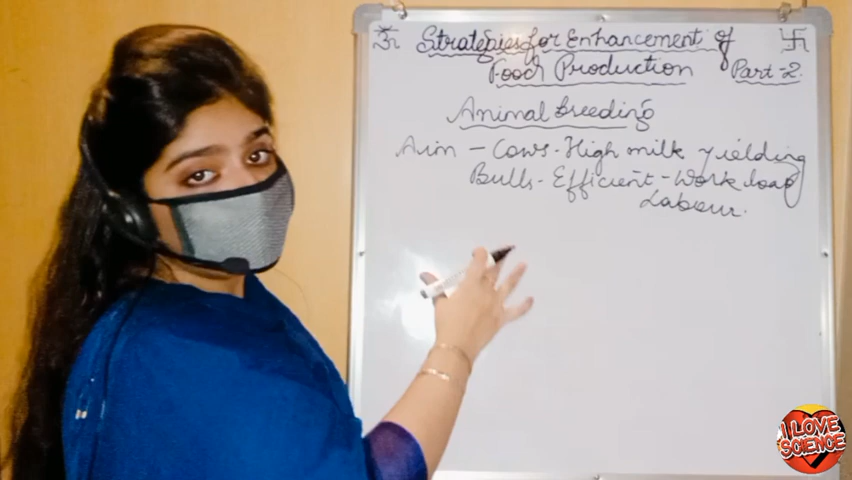 ॐ Strategies for Enhancement of 卐
Food Production Part-2.
Animal Breeding
Aim - Cows - High milk yielding
Bulls - Efficient - Work load
Labour.
I LOVE
SCIENCE